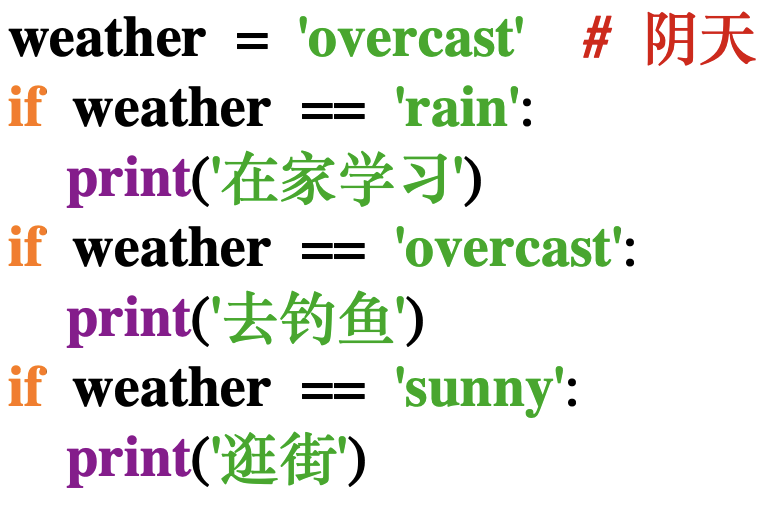 weather = 'overcast'  # 阴天
if weather == 'rain':
  print('在家学习')
if weather == 'overcast':
  print('去钓鱼')
if weather == 'sunny':
  print('逛街')